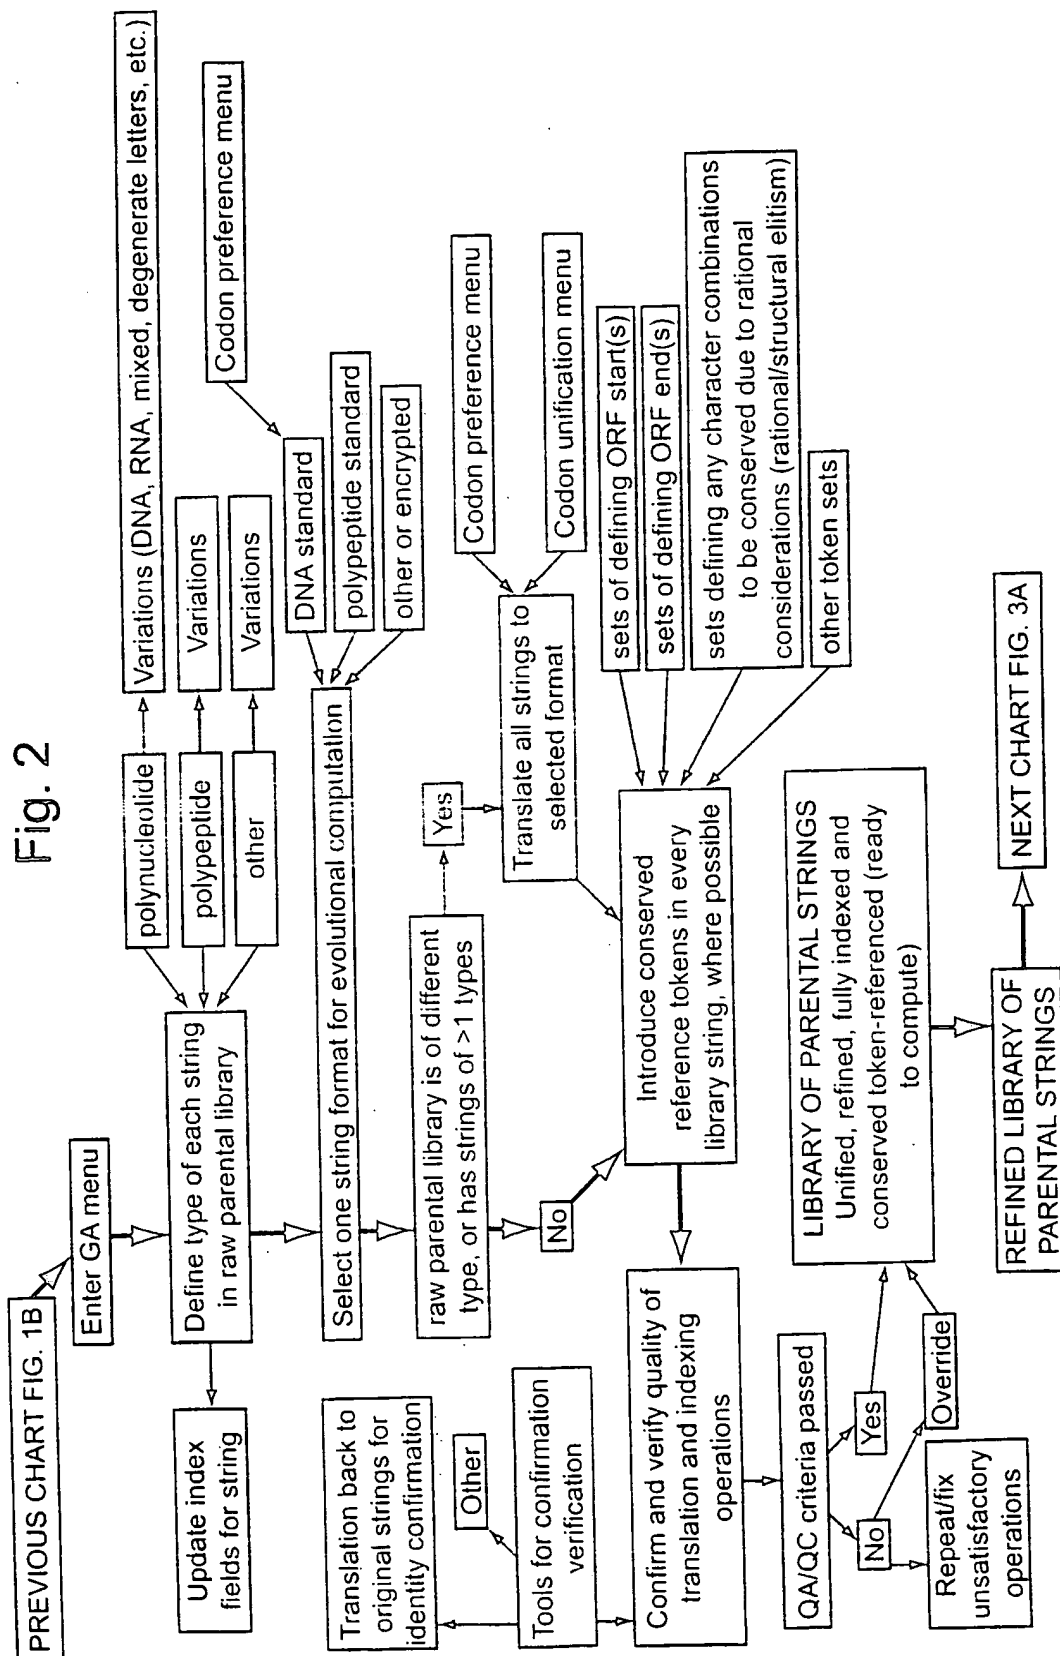 Fig. 2
PREVIOUS CHART FIG. 1B
Enter GA menu
Define type of each string
in raw parental library
Update index
fields for string
polynucleotide
polypeptide
other
Variations (DNA, RNA, mixed, degenerate letters, etc.)
Variations
Variations
Select one string format for evolutional computation
DNA standard
polypeptide standard
other or encrypted
Codon preference menu
raw parental library is of different
type, or has strings of >1 types
Yes
No
Translate all strings to
selected format
Codon preference menu
Codon unification menu
Introduce conserved
reference tokens in every
library string, where possible
sets of defining ORF start(s)
sets of defining ORF end(s)
sets defining any character combinations
to be conserved due to rational
considerations (rational/structural elitism)
other token sets
Translation back to
original strings for
identity confirmation
Other
Tools for confirmation
verification
Confirm and verify quality of
translation and indexing
operations
QA/QC criteria passed
Yes
No
Override
Repeat/fix
unsatisfactory
operations
LIBRARY OF PARENTAL STRINGS
Unified, refined, fully indexed and
conserved token-referenced (ready
to compute)
REFINED LIBRARY OF
PARENTAL STRINGS
NEXT CHART FIG. 3A